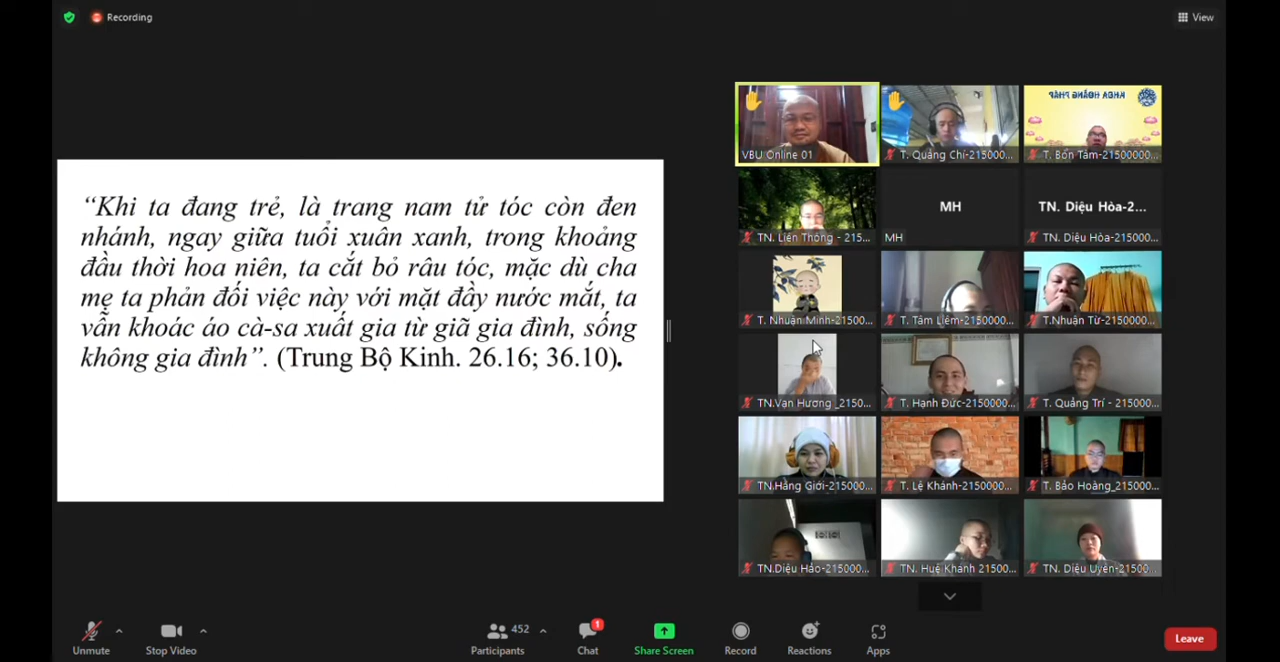 Recording
View
“Khi ta đang trẻ, là trang nam tử tóc còn đen
nhánh, ngay giữa tuổi xuân xanh, trong khoảng
đầu thời hoa niên, ta cắt bỏ râu tóc, mặc dù cha
mẹ ta phản đối việc này với mặt đầy nước mắt, ta
vẫn khoác áo cà-sa xuất gia từ giã gia đình, sống
không gia đình”. (Trung Bộ Kinh. 26.16; 36.10).
KHOA HOẰNG PHÁP
VBU Online 01
T. Quảng Chí-215000...
T. Bổn Tâm-21500000...
MH
TN. Diệu Hòa-2...
TN. Liên Thông - 215...
MH
TN. Diệu Hòa-215000...
T. Nhuận Minh-21500...
T. Tâm Liêm-2150000...
T.Nhuận Từ-2150000...
TN.Vạn Hương _2150...
T. Hạnh Đức-2150000...
T. Quảng Trí - 215000...
TN.Hằng Giới-215000...
T. Lệ Khánh-2150000...
T. Bảo Hoàng_215000...
TN.Diệu Hảo-215000...
TN. Huệ Khánh 21500...
TN. Diệu Uyên-21500...
452
1
Unmute
Stop Video
Participants
Chat
Share Screen
Record
Reactions
Apps
Leave